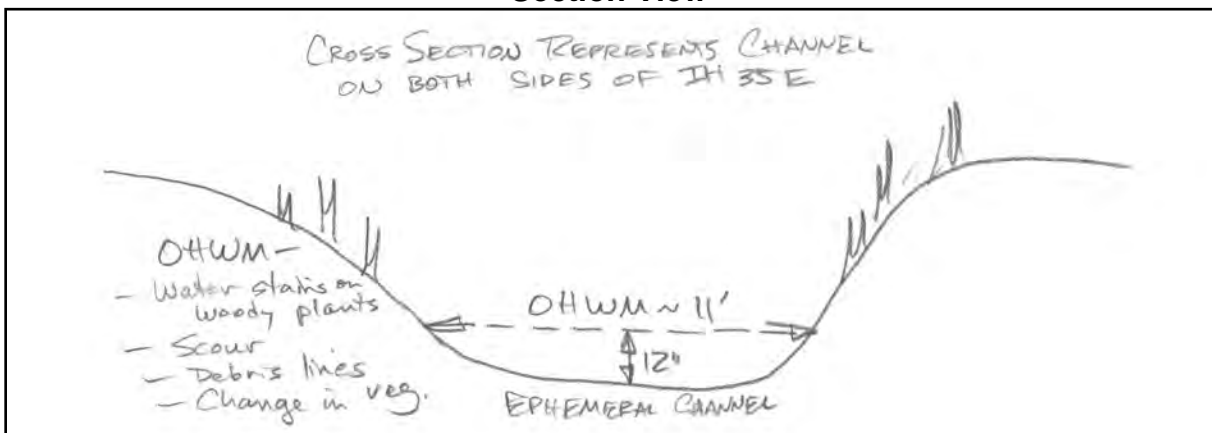 Section View
CROSS SECTION REPRESENTS CHANNEL
ON BOTH SIDES OF IH 35 E
OHWM –
– Water stains on
woody plants
– Scour
– Debris lines
– Change in veg.
OHWM ~ 11'
12"
EPHEMERAL CHANNEL